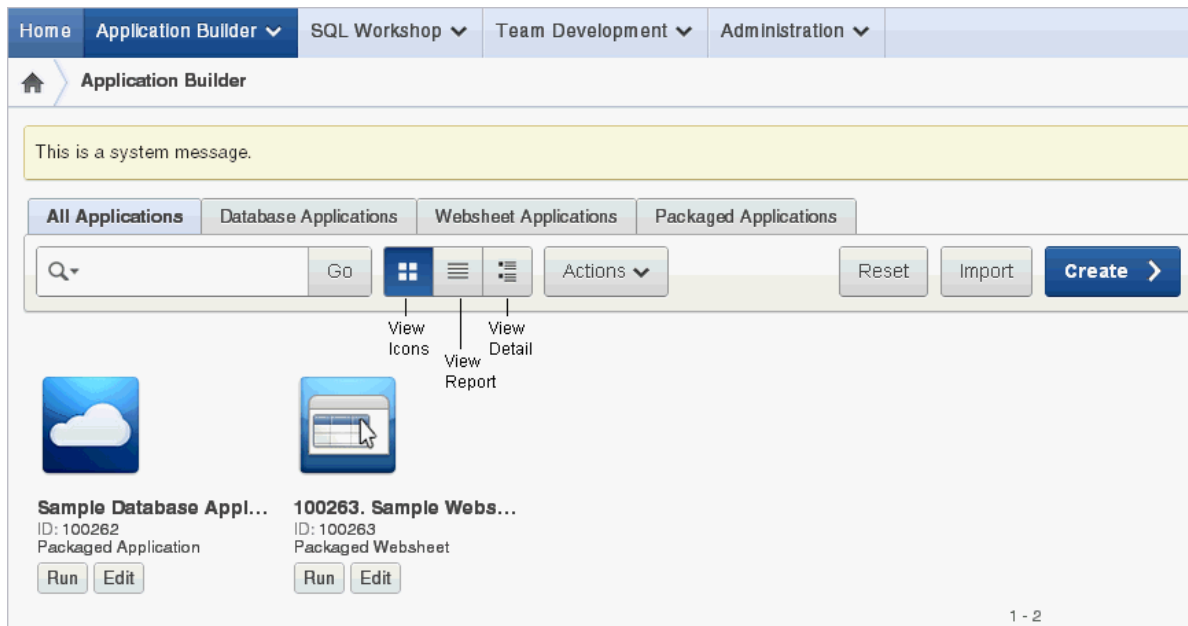 Home Application Builder SQL Workshop Team Development Administration
Application Builder
This is a system message.
All Applications Database Applications Websheet Applications Packaged Applications
Go Actions Reset Import Create
View Icons
View Report
View Detail
Sample Database Appl...
ID: 100262
Packaged Application
Run Edit
100263. Sample Webs...
ID: 100263
Packaged Websheet
Run Edit
1 - 2